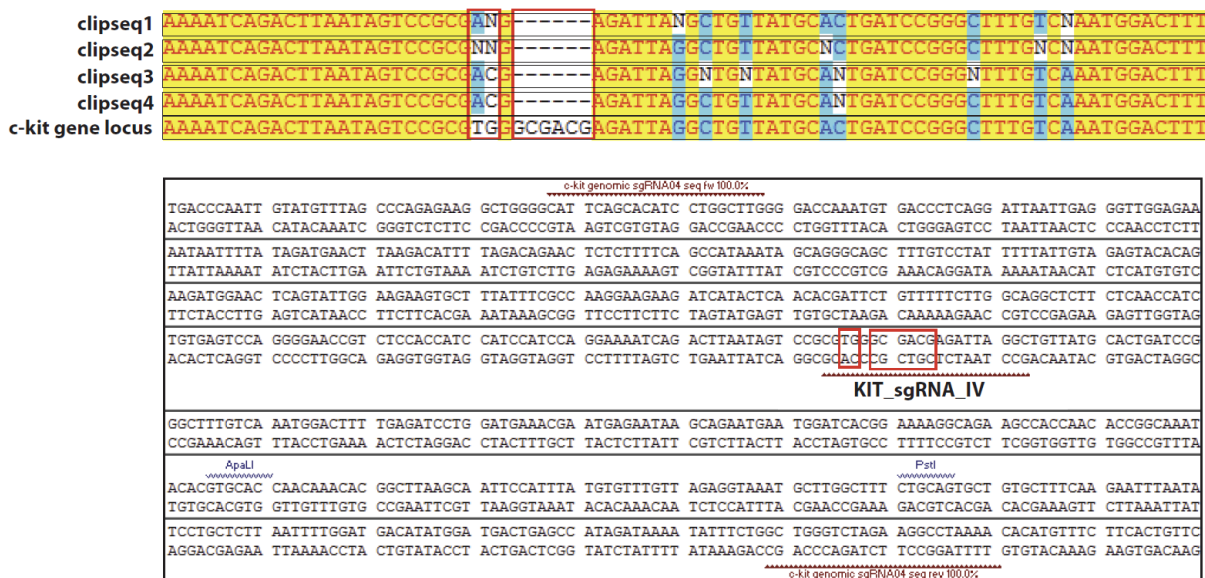 clipseq1 AAAATCAGACTTAATAGTCCGCGANG------AGATTANGCTGTTATGCACTGATCCGGGCTTTGTCNAATGGACTTT
clipseq2 AAAATCAGACTTAATAGTCCGCGNNG------AGATTAGGCTGTTATGCNCTGATCCGGGCTTTGNCNAATGGACTTT
clipseq3 AAAATCAGACTTAATAGTCCGCGACG------AGATTAGGNTGNTATGCANTGATCCGGGNTTTGTCAAATGGACTTT
clipseq4 AAAATCAGACTTAATAGTCCGCGACG------AGATTAGGCTGTTATGCANTGATCCGGGCTTTGTCAAATGGACTTT
c-kit gene locus AAAATCAGACTTAATAGTCCGCGTGGGCGACGAGATTAGGCTGTTATGCACTGATCCGGGCTTTGTCAAATGGACTTT
c-kit genomic sgRNA04 seq fw 100.0%
TGACCCAATT GTATGTTTAG CCCAGAGAAG GCTGGGGCATT TCAGCACATC CTGGCTTGGG GACCAAATGT GACCCTCAGG ATTAATTGAG GGTTGGAGAA
ACTGGGTTAA CATACAAATC GGGTCTCTTC CGACCCCGTA AGTCGTGTAG GACCGAACCC CTGGTTTACA CTGGGAGTCC TAATTAACTC CCAACCTCTT
AATAATTTTA TAGATGAACT TAAGACATTT TAGACAGAAC TCTCTTTTCA GCCATAAATA GCAGGGCAGC TTTGTCCTAT TTTTATTGTA GAGTACACAG
TTATTAAAAT ATCTACTTGA ATTCTGTAAA ATCTGTCTTG AGAGAAAAGT CGGTATTTAT CGTCCCGTCG AAACAGGATA AAAATAACAT CTCATGTGTC
AAGATGGAAC TCAGTATTGG AAGAAGTGCT TTATTTCGCC AAGGAAGAAG ATCATACTCA ACACGATTCT GTTTTTCTTG GCAGGCTCTT CTCAACCATC
TTCTACCTTG AGTCATAACC TTCTTCACGA AATAAAGCGG TTCCTTCTTC TAGTATGAGT TGTGCTAAGA CAAAAAGAAC CGTCCGAGAA GAGTTGGTAG
TGTGAGTCCA GGGGAACCGT CTCCACCATC CATCCATCCA GGAAAATCAG ACTTAATAGT CCGCGTGGGC GACGAGATTA GGCTGTTATG CACTGATCCG
ACACTCAGGT CCCCTTGGCA GAGGTGGTAG GTAGGTAGGT CCTTTTAGTC TGAATTATCA GGCGCACCCG CTGCTCTAAT CCGACAATAC GTGACTAGGC
KIT_sgRNA_IV
GGCTTTGTCA AATGGACTTT TGAGATCCTG GATGAAACGA ATGAGAATAA GCAGAATGAA TGGATCACGG AAAAGGCAGA AGCCACCAAC ACCGGCAAAT
CCGAAACAGT TTACCTGAAA ACTCTAGGAC CTACTTTGCT TACTCTTATT CGTCTTACTT ACCTAGTGCC TTTTCCGTCT TCGGTGGTTG TGGCCGTTTA
ApaLI PstI
ACACGTGCAC CAACAAACAC GGCTTAAGCA ATTCCATTTA TGTGTTTGTT AGAGGTAAAT GCTTGGCTTT CTGCAGTGCT GTGCTTTCAA GAATTTAATA
TGTGCACGTG GTTGTTTGTG CCGAATTCGT TAAGGTAAAT ACACAAACAA TCTCCATTTA CGAACCGAAA GACGTCACGA CACGAAAGTT CTTAAATTAT
TCCTGCTCTT AATTTTGGAT GACATATGGA TGACTGAGCC ATAGATAAAA TATTTCTGGC TGGGTCTAGA AGGCCTAAAA CACATGTTTC TTCACTGTTC
AGGACGAGAA TTAAAACCTA CTGTATACCT ACTGACTCGG TATCTATTTT ATAAAGACCG ACCCAGATCT TCCGGATTTT GTGTACAAAG AAGTGACAAG
c-kit genomic sgRNA04 seq rev 100.0%